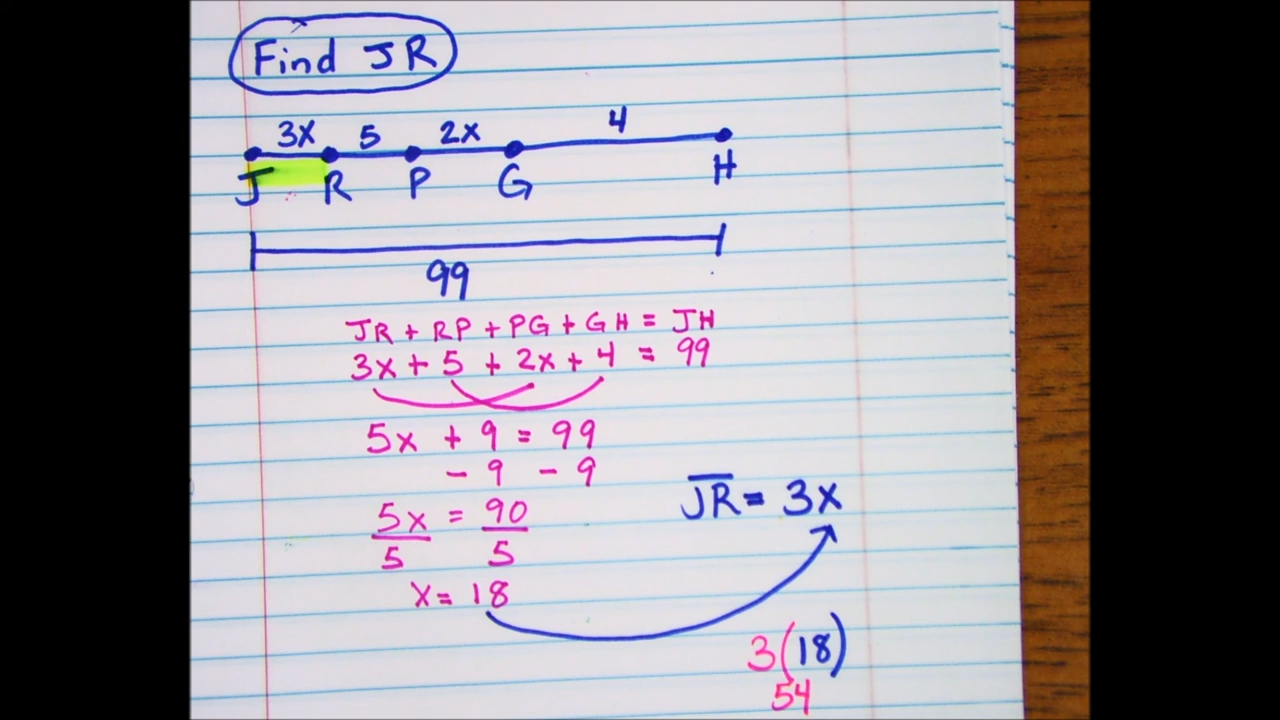 Find JR
3x 5 2x 4
J R P G H
99
JR + RP + PG + GH = JH
3x + 5 + 2x + 4 = 99
5x + 9 = 99
- 9 - 9
5x = 90
5 5
x = 18
JR = 3x
3(18)
54